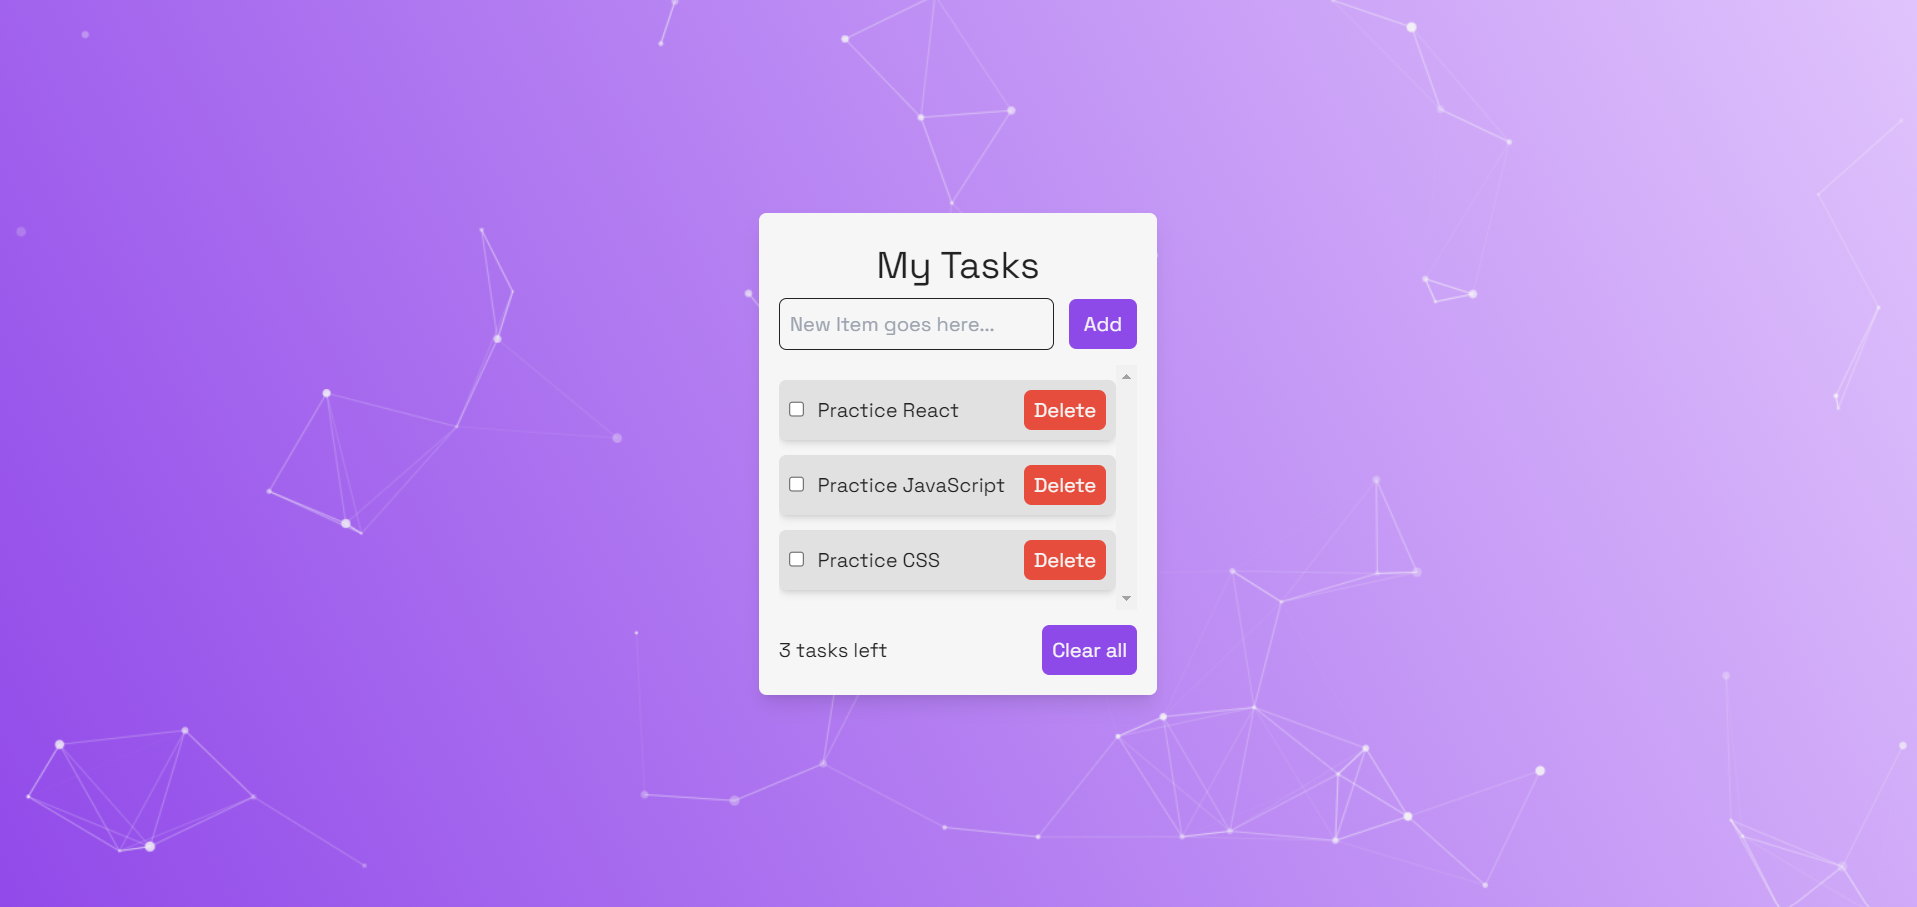 My Tasks
New Item goes here...
Add
Practice React
Delete
Practice JavaScript
Delete
Practice CSS
Delete
3 tasks left
Clear all